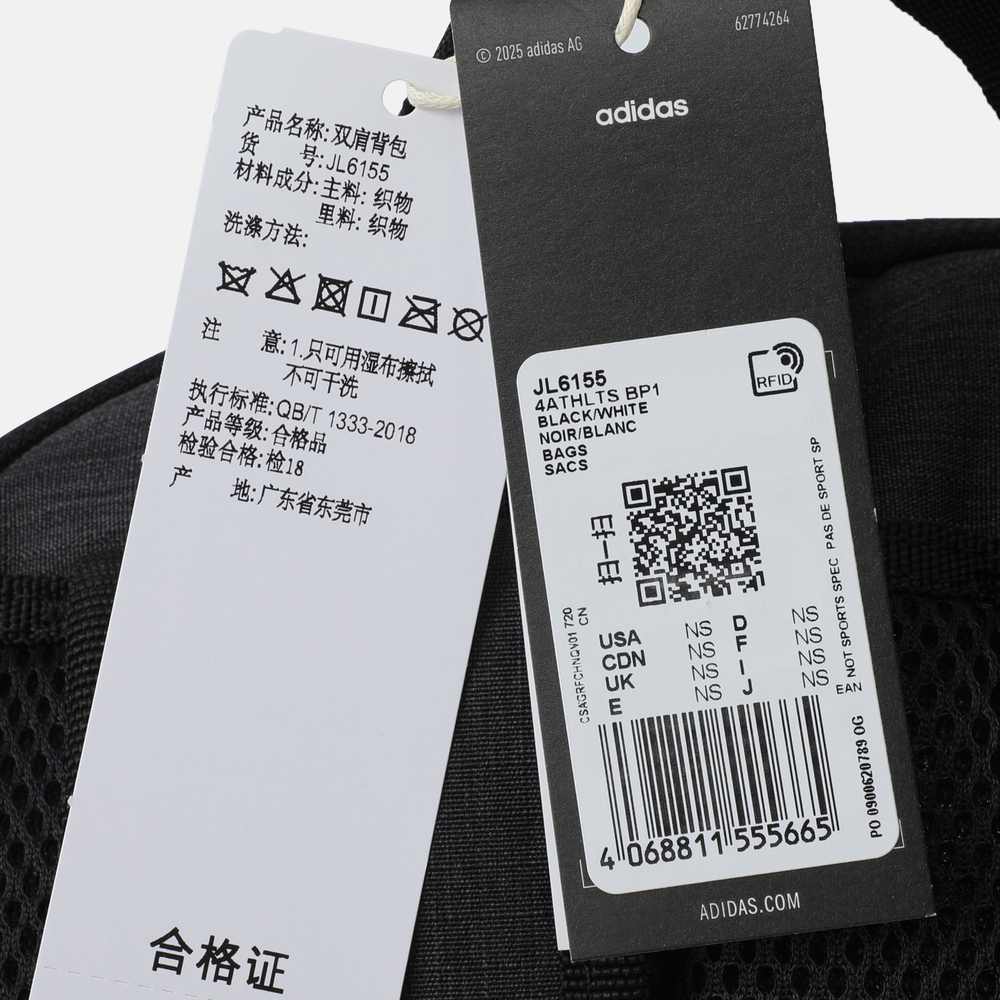 产品名称:双肩背包
货 号:JL6155
材料成分:主料: 织物
里料: 织物
洗涤方法:
注 意:1.只可用湿布擦拭
不可干洗
执行标准:QB/T 1333-2018
产品等级:合格品
检验合格:检18
产 地:广东省东莞市
合格证
© 2025 adidas AG
62774264
adidas
JL6155
4ATHLTS BP1
BLACK/WHITE
NOIR/BLANC
BAGS
SACS
RFID
扫一扫
CSAGRFCHNQV01 720
CN
USA NS D NS
CDN NS F NS
UK NS I NS
E NS J NS
EAN
NOT SPORTS SPEC PAS DE SPORT SP
PO 0900620789 OG
4 068811 555665
ADIDAS.COM